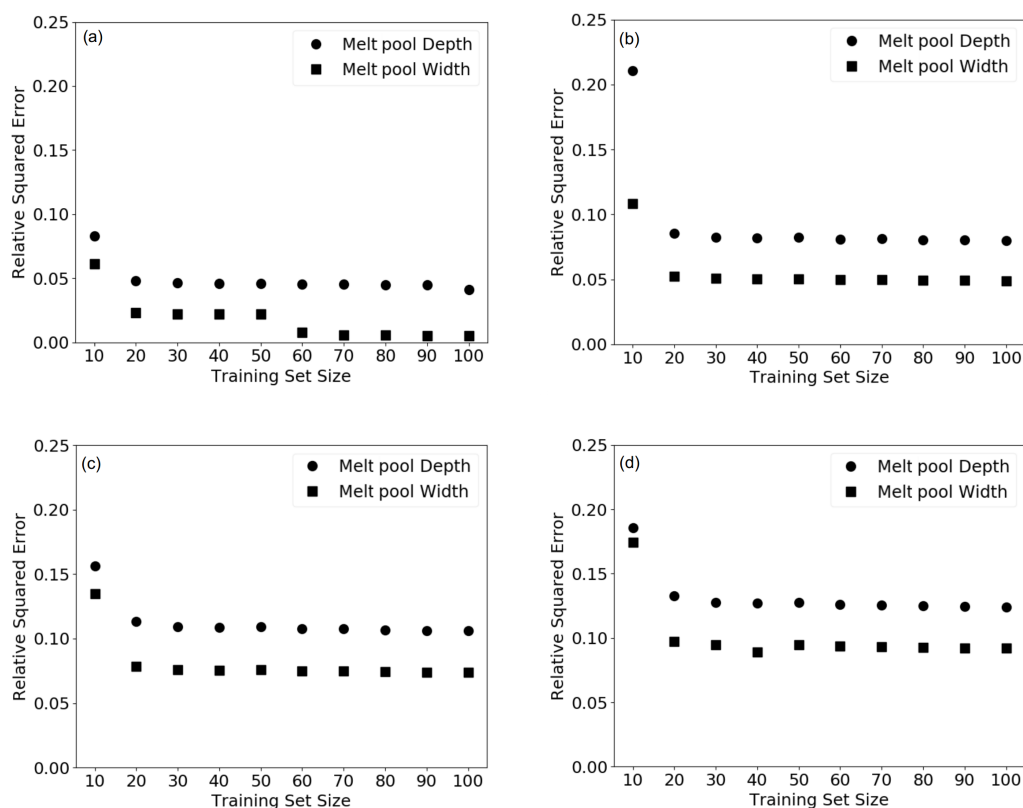 (a)
Melt pool Depth
Melt pool Width
Relative Squared Error
0.25
0.20
0.15
0.10
0.05
0.00
10 20 30 40 50 60 70 80 90 100
Training Set Size
(b)
Melt pool Depth
Melt pool Width
Relative Squared Error
0.25
0.20
0.15
0.10
0.05
0.00
10 20 30 40 50 60 70 80 90 100
Training Set Size
(c)
Melt pool Depth
Melt pool Width
Relative Squared Error
0.25
0.20
0.15
0.10
0.05
0.00
10 20 30 40 50 60 70 80 90 100
Training Set Size
(d)
Melt pool Depth
Melt pool Width
Relative Squared Error
0.25
0.20
0.15
0.10
0.05
0.00
10 20 30 40 50 60 70 80 90 100
Training Set Size